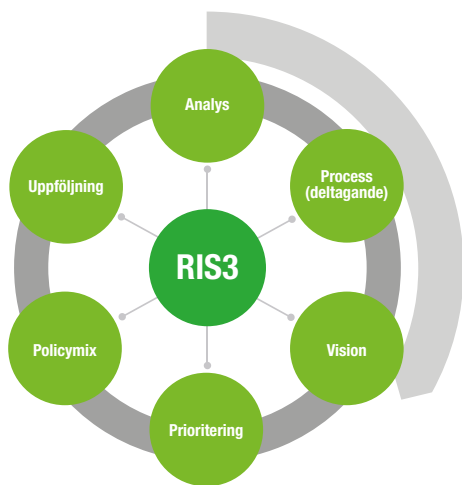 Analys
Process
(deltagande)
Vision
Prioritering
Policymix
Uppföljning
RIS3